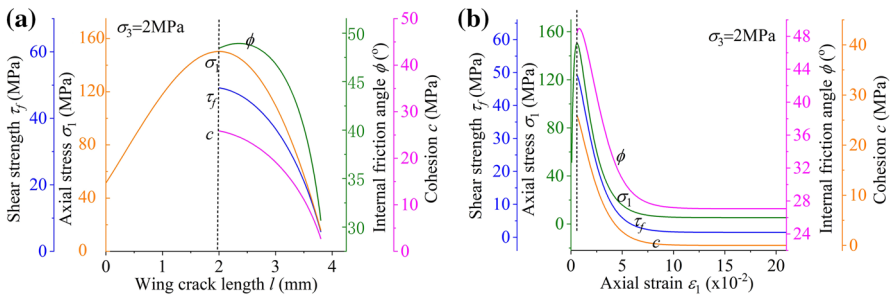 (a)
σ3=2MPa
Shear strength τf (MPa)
60
40
20
0
Axial stress σ1 (MPa)
160
120
80
40
0
ϕ
σ1
τf
c
0 1 2 3 4
Wing crack length l (mm)
50
45
40
35
30
Internal friction angle ϕ (°)
50
40
30
20
10
0
Cohesion c (MPa)
(b)
σ3=2MPa
Shear strength τf (MPa)
60
50
40
30
20
10
0
Axial stress σ1 (MPa)
160
120
80
40
0
ϕ
σ1
τf
c
0 5 10 15 20
Axial strain ε1 (x10-2)
48
44
40
36
32
28
24
Internal friction angle ϕ (°)
40
30
20
10
0
Cohesion c (MPa)